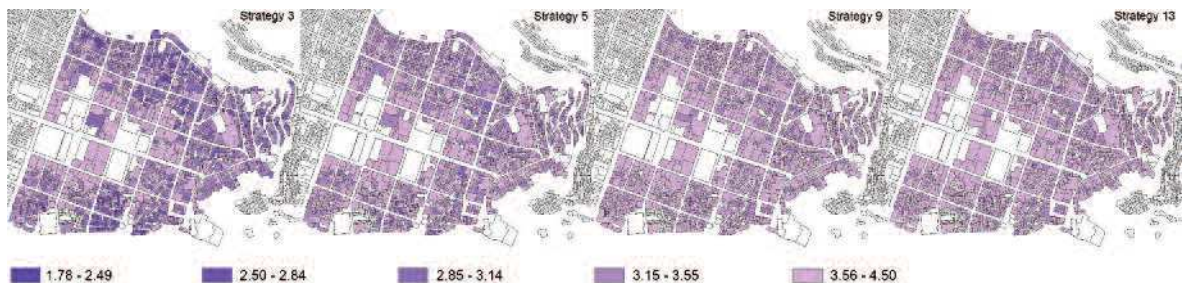 Strategy 3
Strategy 5
Strategy 9
Strategy 13
1.78 - 2.49
2.50 - 2.84
2.85 - 3.14
3.15 - 3.55
3.56 - 4.50